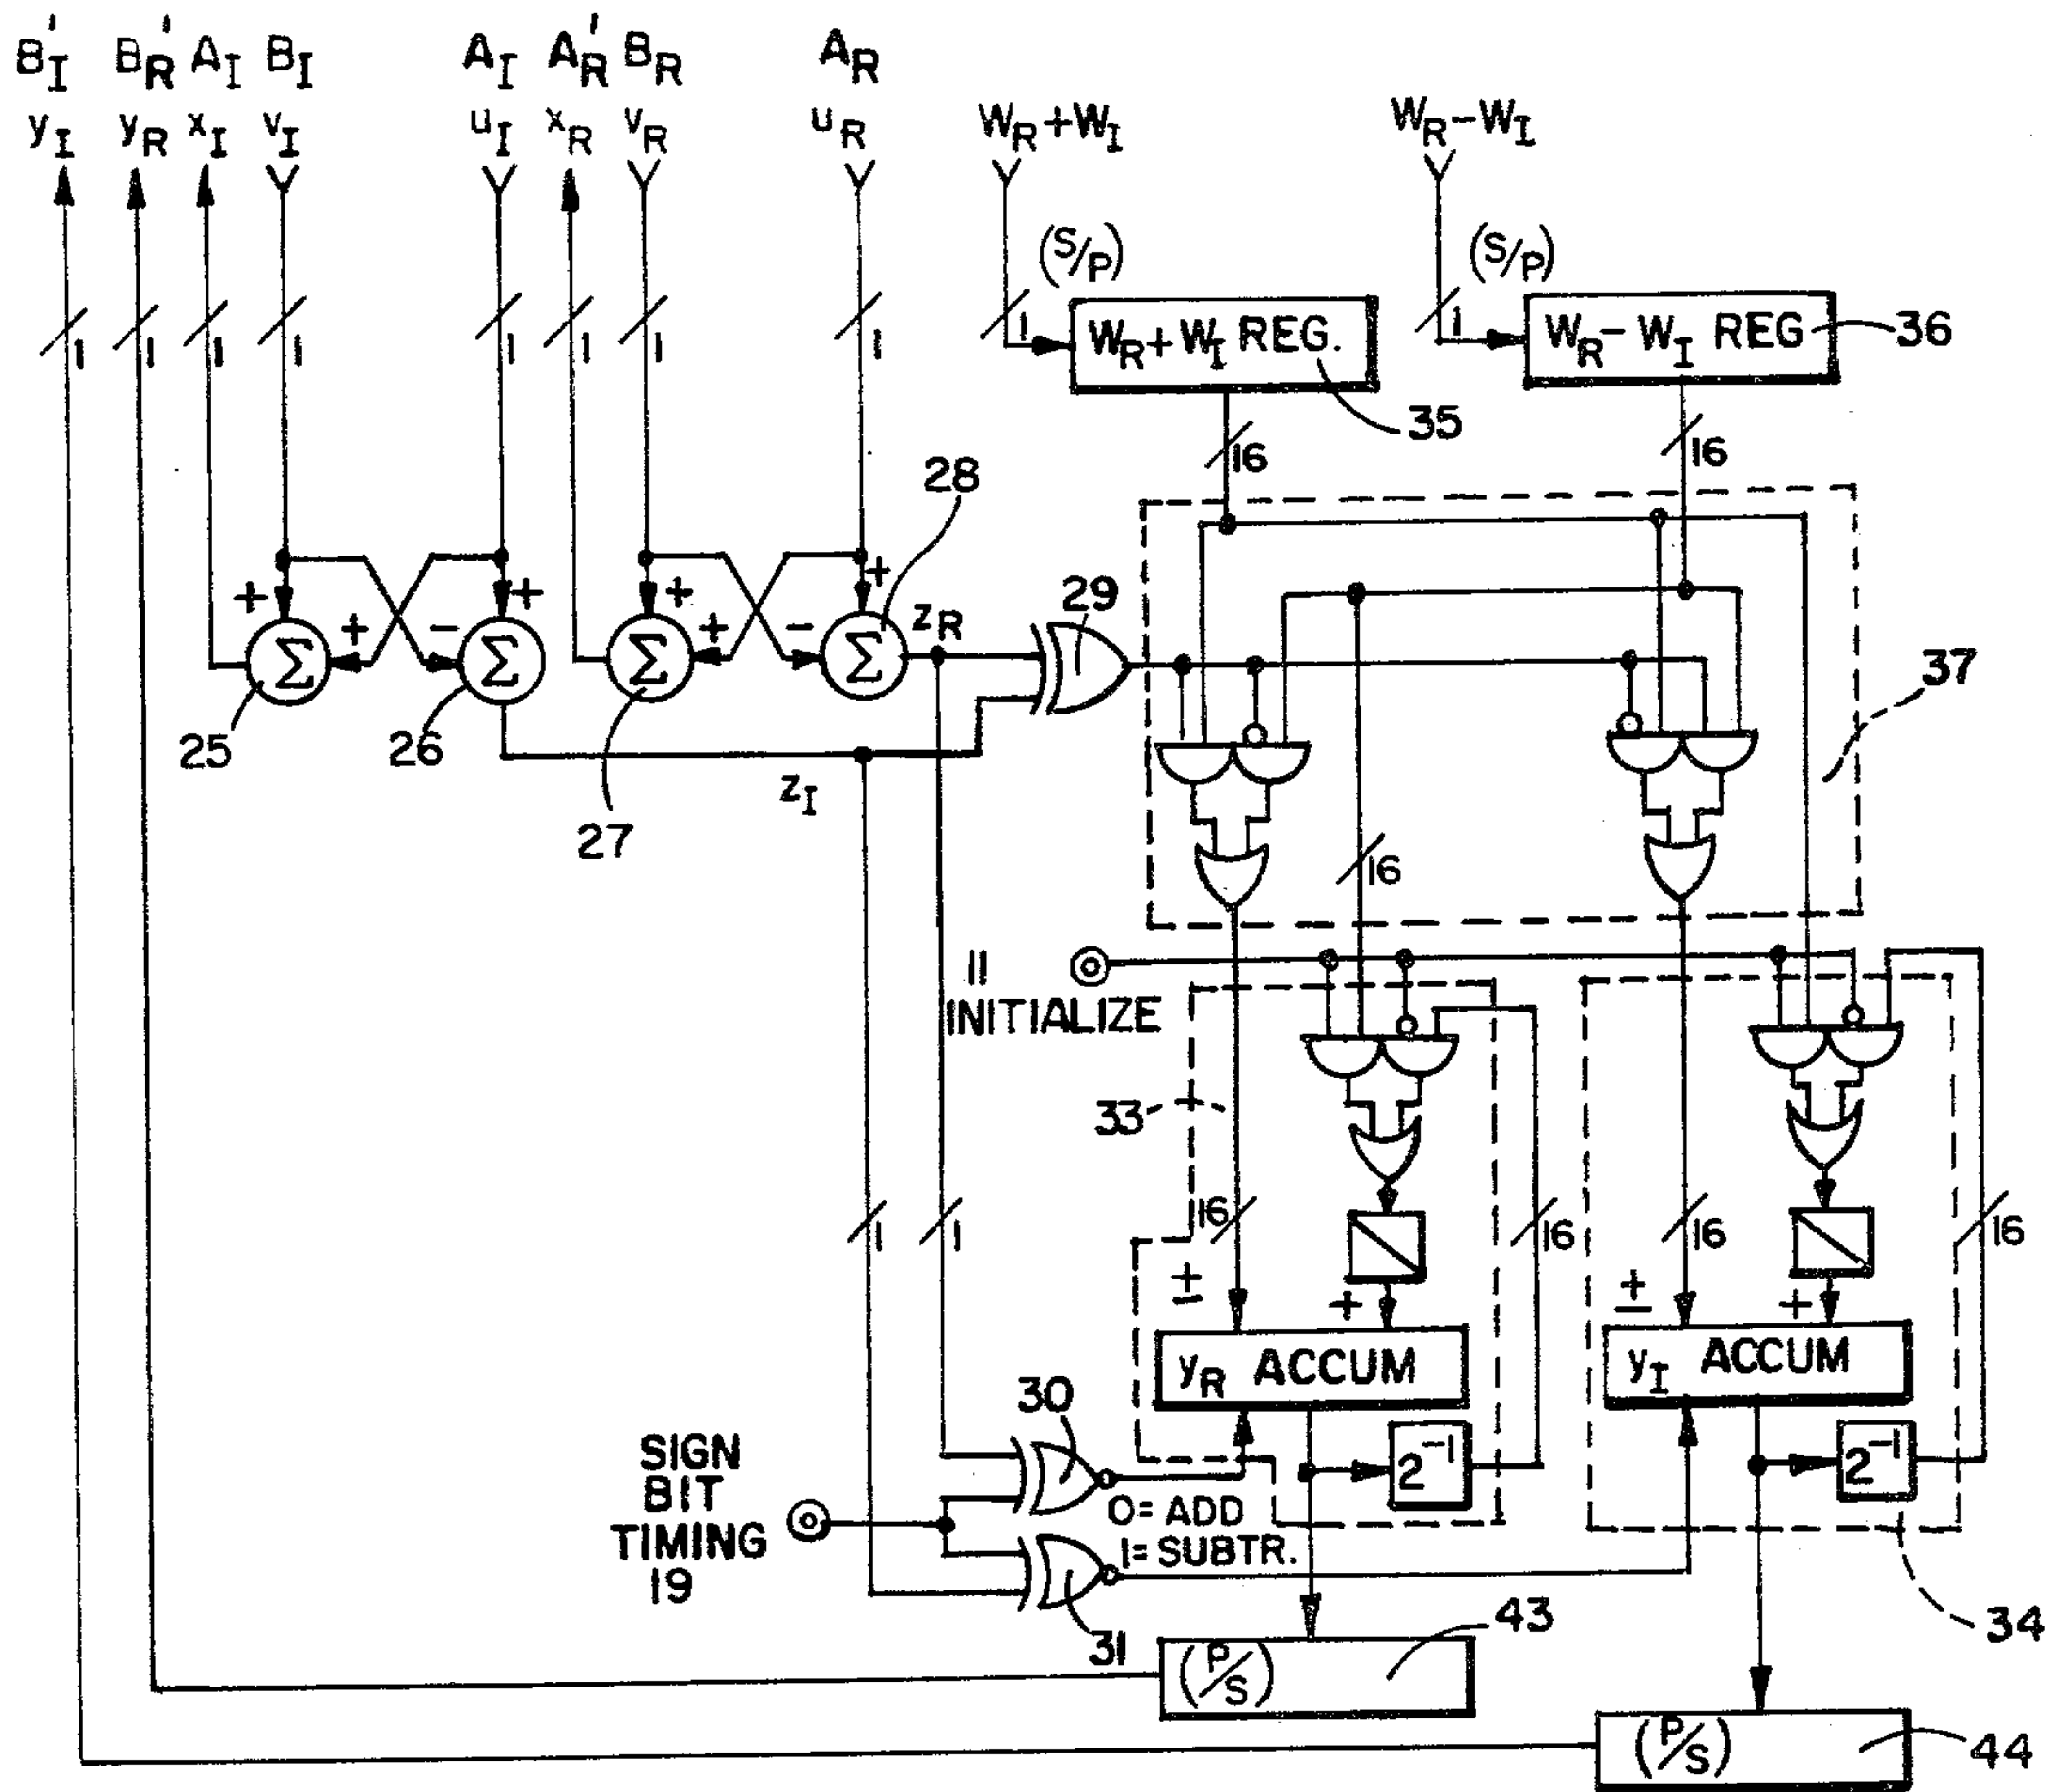 B'I B'R AI BI AI A'R BR AR
yI yR xI vI uI xR vR uR WR+WI WR−WI
(S/P) (S/P)
1 1 1 1 1 1 1 1 1 1
WR+WI REG. WR−WI REG 36
35
16 16
28
+ + + + + − + −
zR 29
Σ Σ Σ Σ
37
25 26
zI
27
16
11
INITIALIZE
33
1 1 16 16 16 16
± + ± +
yR ACCUM yI ACCUM
30
SIGN
BIT
TIMING
19
2−1 2−1
0= ADD
1= SUBTR.
31
34
43
(P/S)
(P/S)
44